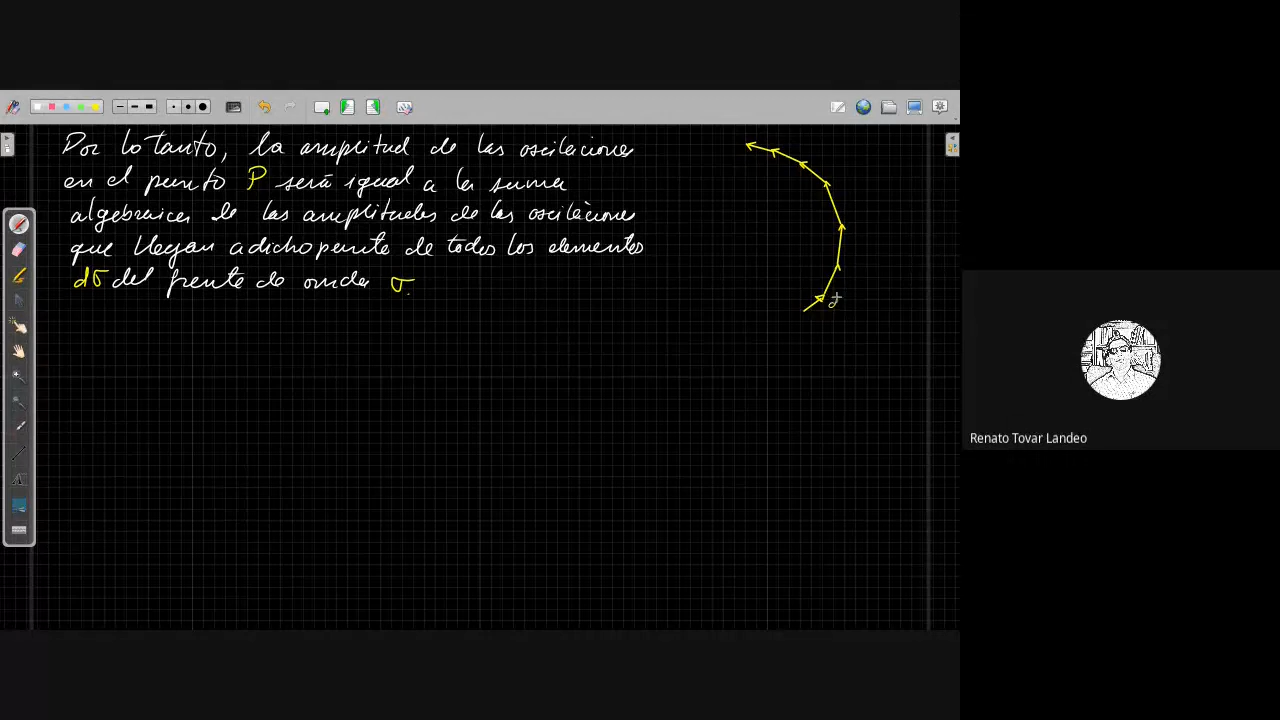 Por lo tanto, la amplitud de las oscilaciones
en el punto P será igual a la suma
algebraica de las amplitudes de las oscilaciones
que llegan a dicho punto de todos los elementos
dσ del frente de onda σ.
Renato Tovar Landeo